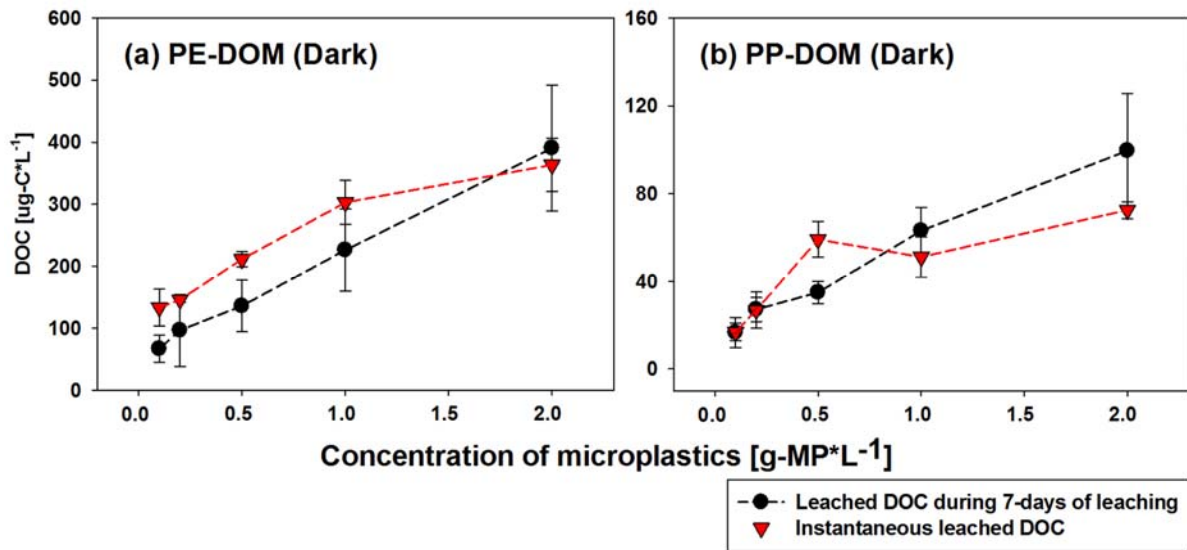 (a) PE-DOM (Dark)
600
500
400
300
200
100
0
DOC [ug-C*L-1]
0.0 0.5 1.0 1.5 2.0
(b) PP-DOM (Dark)
160
120
80
40
0
0.0 0.5 1.0 1.5 2.0
Concentration of microplastics [g-MP*L-1]
Leached DOC during 7-days of leaching
Instantaneous leached DOC